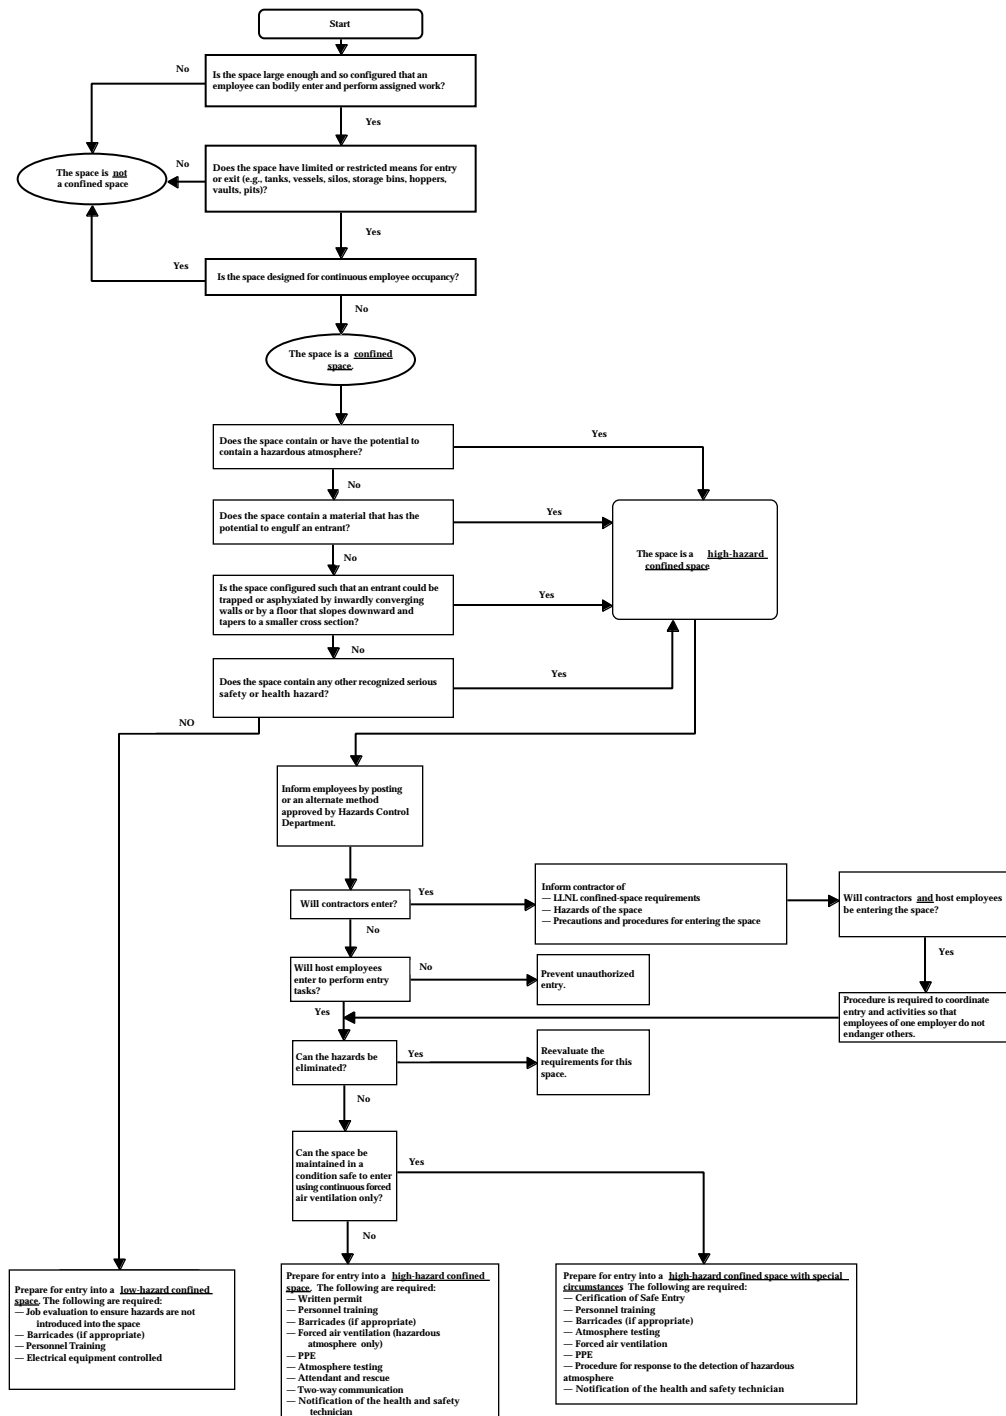 Start
No
Is the space large enough and so configured that an
employee can bodily enter and perform assigned work?
Yes
The space is not
a confined space
No
Does the space have limited or restricted means for entry
or exit (e.g., tanks, vessels, silos, storage bins, hoppers,
vaults, pits)?
Yes
Yes
Is the space designed for continuous employee occupancy?
No
The space is a confined
space.
Does the space contain or have the potential to
contain a hazardous atmosphere?
Yes
No
Does the space contain a material that has the
potential to engulf an entrant?
Yes
The space is a high-hazard
confined space
No
Is the space configured such that an entrant could be
trapped or asphyxiated by inwardly converging
walls or by a floor that slopes downward and
tapers to a smaller cross section?
Yes
No
Does the space contain any other recognized serious
safety or health hazard?
Yes
NO
Inform employees by posting
or an alternate method
approved by Hazards Control
Department.
Will contractors enter?
Yes
Inform contractor of
— LLNL confined-space requirements
— Hazards of the space
— Precautions and procedures for entering the space
Will contractors and host employees
be entering the space?
No
Yes
Will host employees
enter to perform entry
tasks?
No
Prevent unauthorized
entry.
Procedure is required to coordinate
entry and activities so that
employees of one employer do not
endanger others.
Yes
Can the hazards be
eliminated?
Yes
Reevaluate the
requirements for this
space.
No
Can the space be
maintained in a
condition safe to enter
using continuous forced
air ventilation only?
Yes
No
Prepare for entry into a low-hazard confined
space. The following are required:
— Job evaluation to ensure hazards are not
introduced into the space
— Barricades (if appropriate)
— Personnel Training
— Electrical equipment controlled
Prepare for entry into a high-hazard confined
space. The following are required:
— Written permit
— Personnel training
— Barricades (if appropriate)
— Forced air ventilation (hazardous
atmosphere only)
— PPE
— Atmosphere testing
— Attendant and rescue
— Two-way communication
— Notification of the health and safety
technician
Prepare for entry into a high-hazard confined space with special
circumstances. The following are required:
— Cerification of Safe Entry
— Personnel training
— Barricades (if appropriate)
— Atmosphere testing
— Forced air ventilation
— PPE
— Procedure for response to the detection of hazardous
atmosphere
— Notification of the health and safety technician